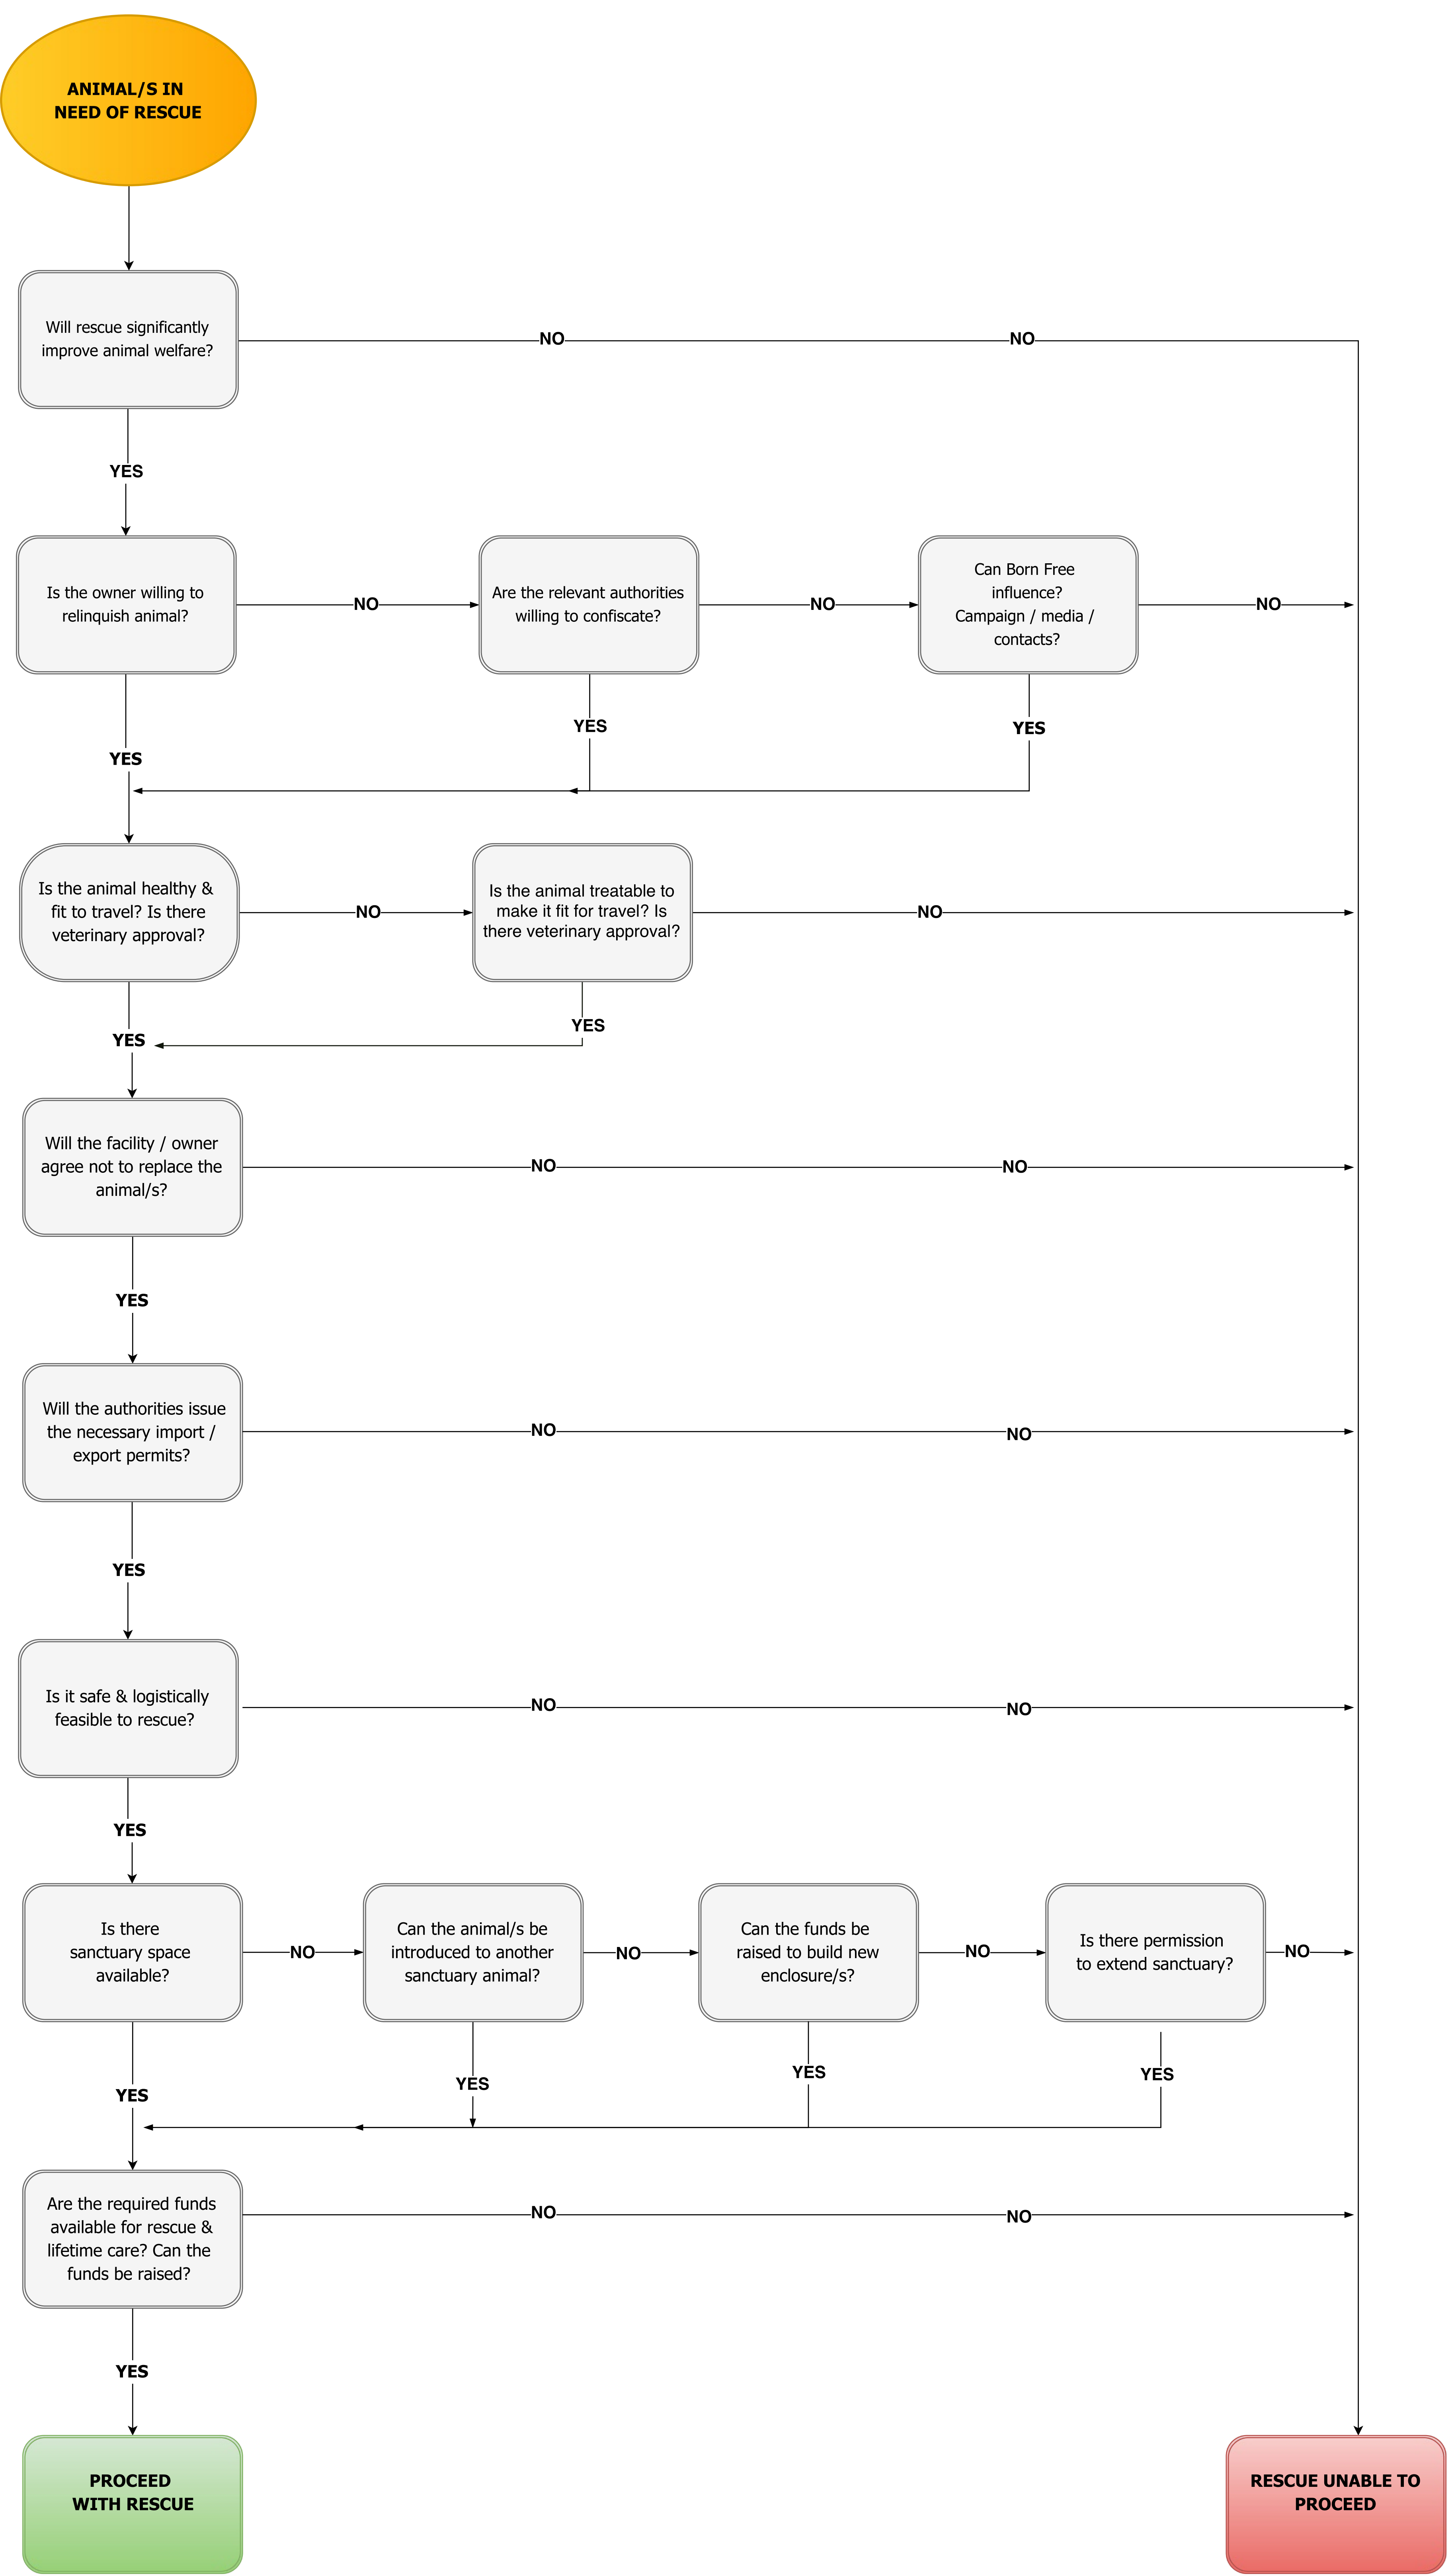 ANIMAL/S IN
NEED OF RESCUE
Will rescue significantly
improve animal welfare?
NO
NO
YES
Is the owner willing to
relinquish animal?
NO
Are the relevant authorities
willing to confiscate?
NO
Can Born Free
influence?
Campaign / media /
contacts?
NO
YES
YES
YES
Is the animal healthy &
fit to travel? Is there
veterinary approval?
NO
Is the animal treatable to
make it fit for travel? Is
there veterinary approval?
NO
YES
YES
Will the facility / owner
agree not to replace the
animal/s?
NO
NO
YES
Will the authorities issue
the necessary import /
export permits?
NO
NO
YES
Is it safe & logistically
feasible to rescue?
NO
NO
YES
Is there
sanctuary space
available?
NO
Can the animal/s be
introduced to another
sanctuary animal?
NO
Can the funds be
raised to build new
enclosure/s?
NO
Is there permission
to extend sanctuary?
NO
YES
YES
YES
YES
Are the required funds
available for rescue &
lifetime care? Can the
funds be raised?
NO
NO
YES
PROCEED
WITH RESCUE
RESCUE UNABLE TO
PROCEED